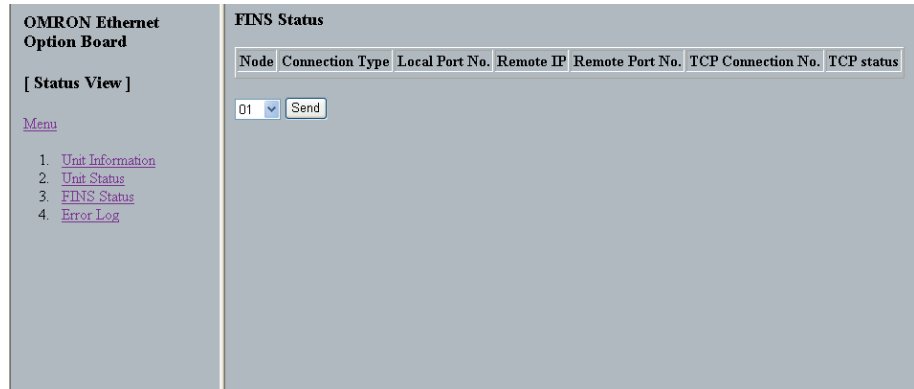 OMRON Ethernet
Option Board
[ Status View ]
Menu
1. Unit Information
2. Unit Status
3. FINS Status
4. Error Log
FINS Status
Node Connection Type Local Port No. Remote IP Remote Port No. TCP Connection No. TCP status
01 Send